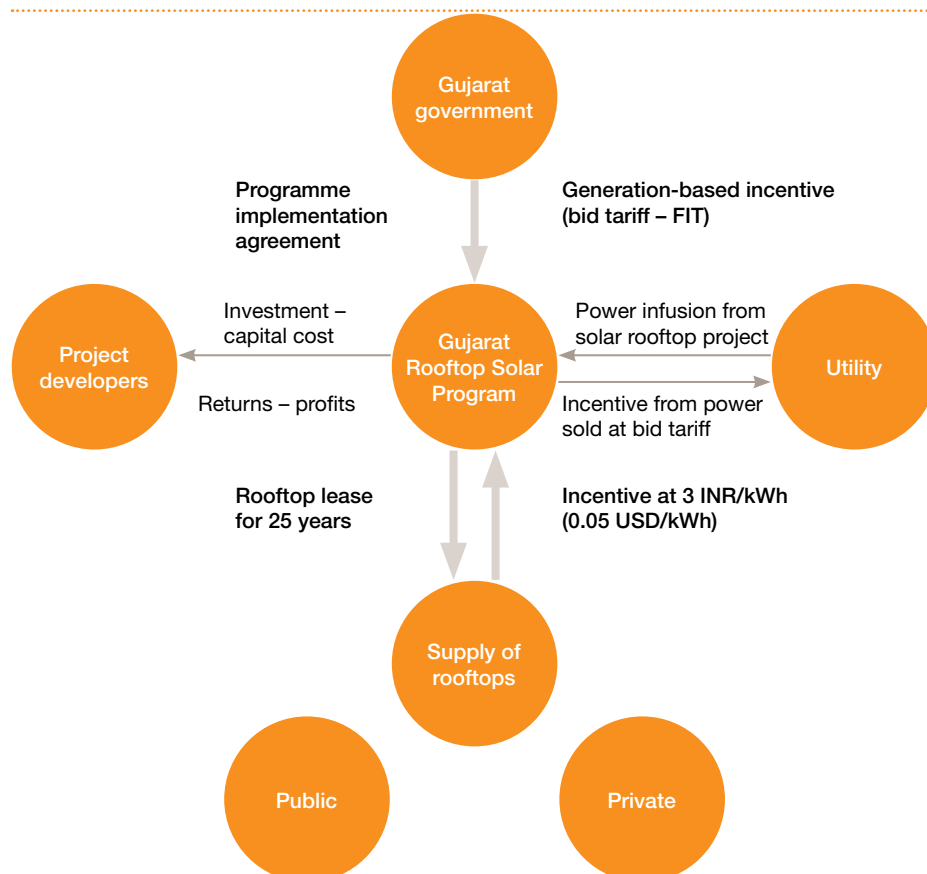 Gujarat
government
Programme
implementation
agreement
Generation-based incentive
(bid tariff – FIT)
Project
developers
Investment –
capital cost
Returns – profits
Gujarat
Rooftop Solar
Program
Power infusion from
solar rooftop project
Incentive from power
sold at bid tariff
Utility
Rooftop lease
for 25 years
Incentive at 3 INR/kWh
(0.05 USD/kWh)
Supply of
rooftops
Public
Private